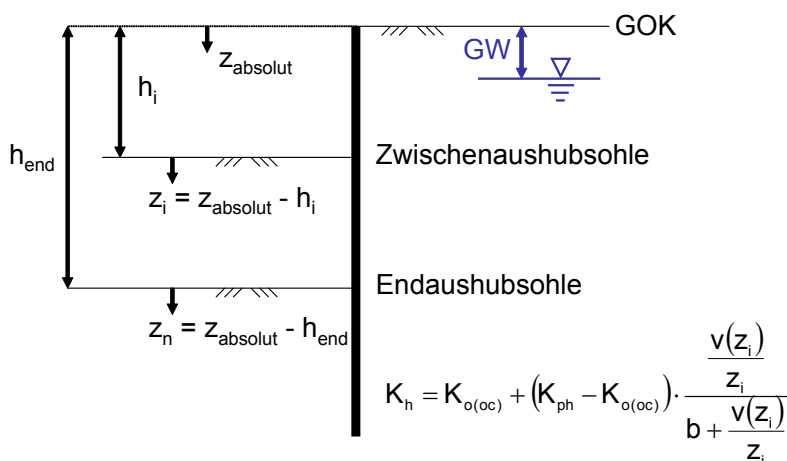 GOK
z_absolut
GW
h_i
h_end
Zwischenaushubsohle
z_i = z_absolut - h_i
Endaushubsohle
z_n = z_absolut - h_end
K_h = K_o(oc) + (K_ph − K_o(oc)) · (v(z_i)/z_i) / (b + v(z_i)/z_i)